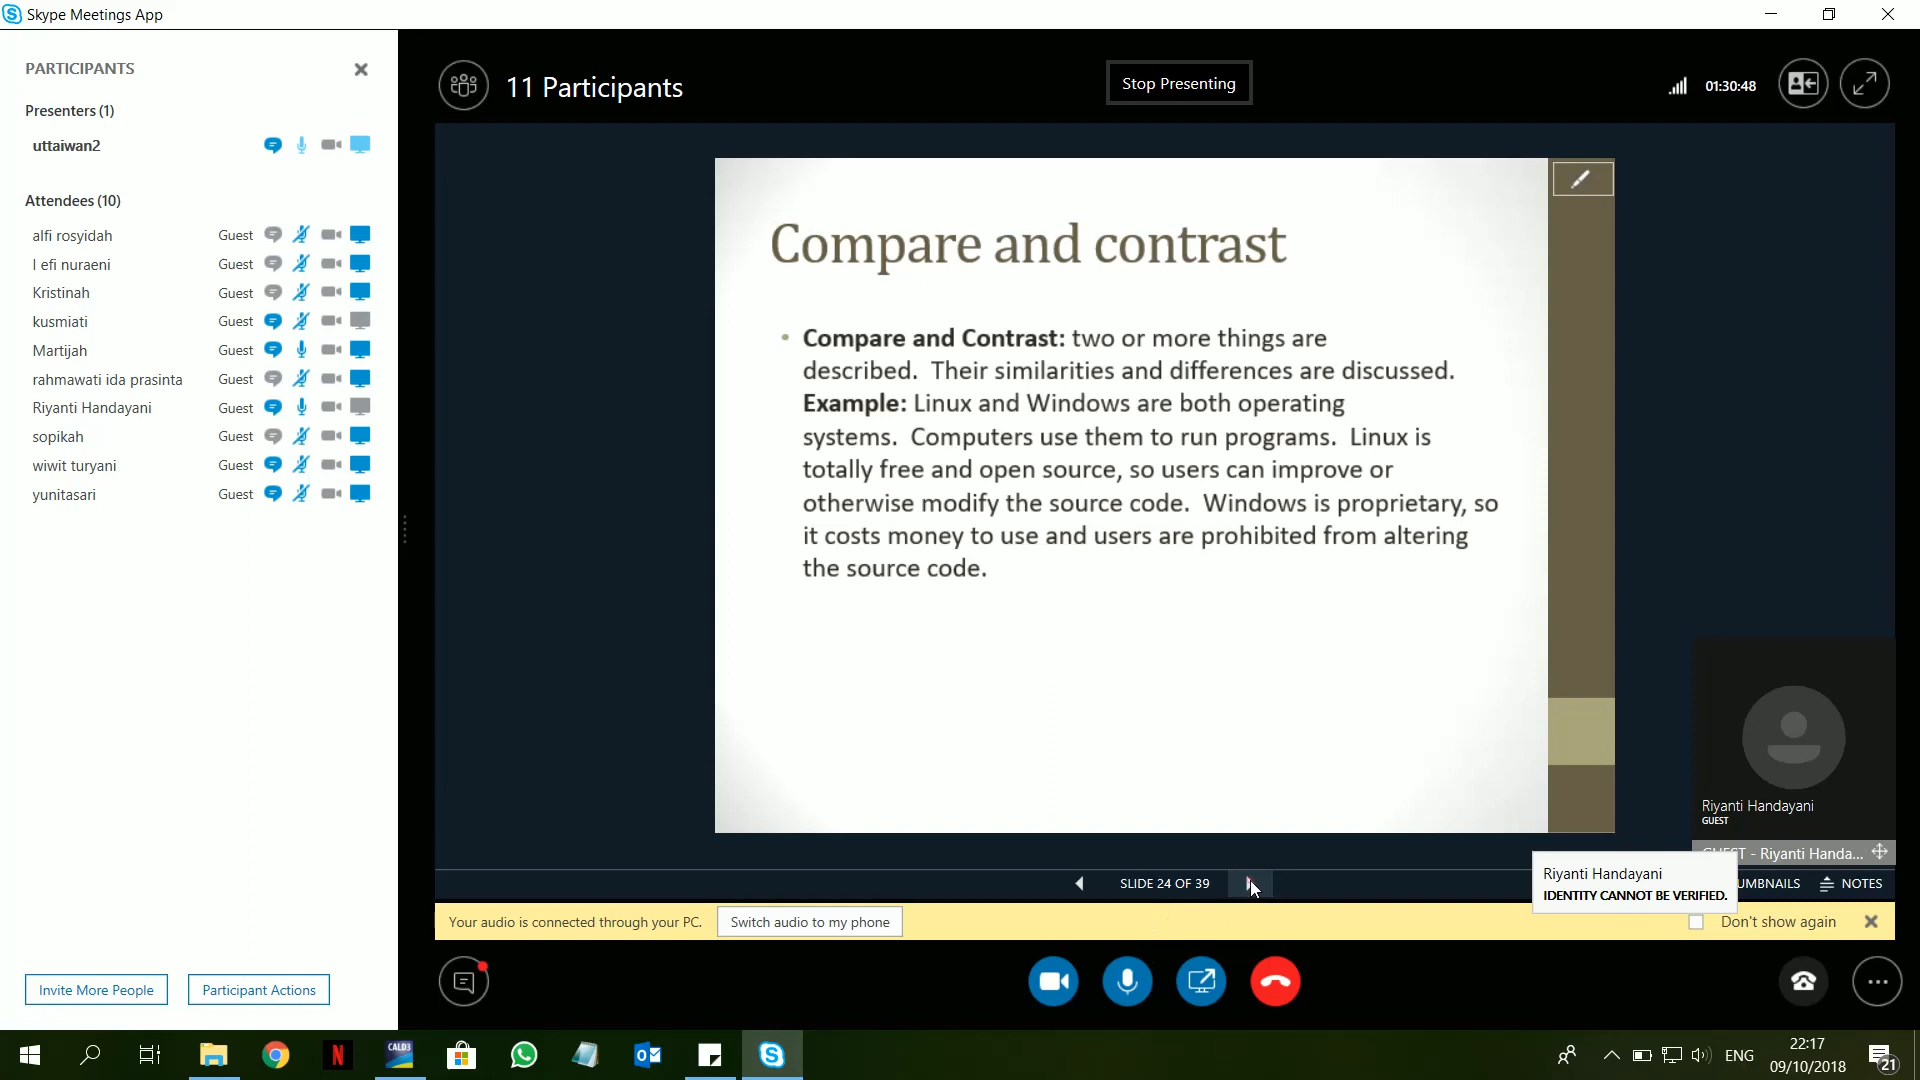 Skype Meetings App
PARTICIPANTS
Presenters (1)
uttaiwan2
Attendees (10)
alfi rosyidah Guest
I efi nuraeni Guest
Kristinah Guest
kusmiati Guest
Martijah Guest
rahmawati ida prasinta Guest
Riyanti Handayani Guest
sopikah Guest
wiwit turyani Guest
yunitasari Guest
Invite More People
Participant Actions
11 Participants
Stop Presenting
01:30:48
Compare and contrast
• Compare and Contrast: two or more things are
described. Their similarities and differences are discussed.
Example: Linux and Windows are both operating
systems. Computers use them to run programs. Linux is
totally free and open source, so users can improve or
otherwise modify the source code. Windows is proprietary, so
it costs money to use and users are prohibited from altering
the source code.
Riyanti Handayani
GUEST
- Riyanti Handa...
Riyanti Handayani
IDENTITY CANNOT BE VERIFIED.
SLIDE 24 OF 39
UMBNAILS
NOTES
Your audio is connected through your PC.
Switch audio to my phone
Don't show again
N
CALD3
ENG
22:17
09/10/2018
21